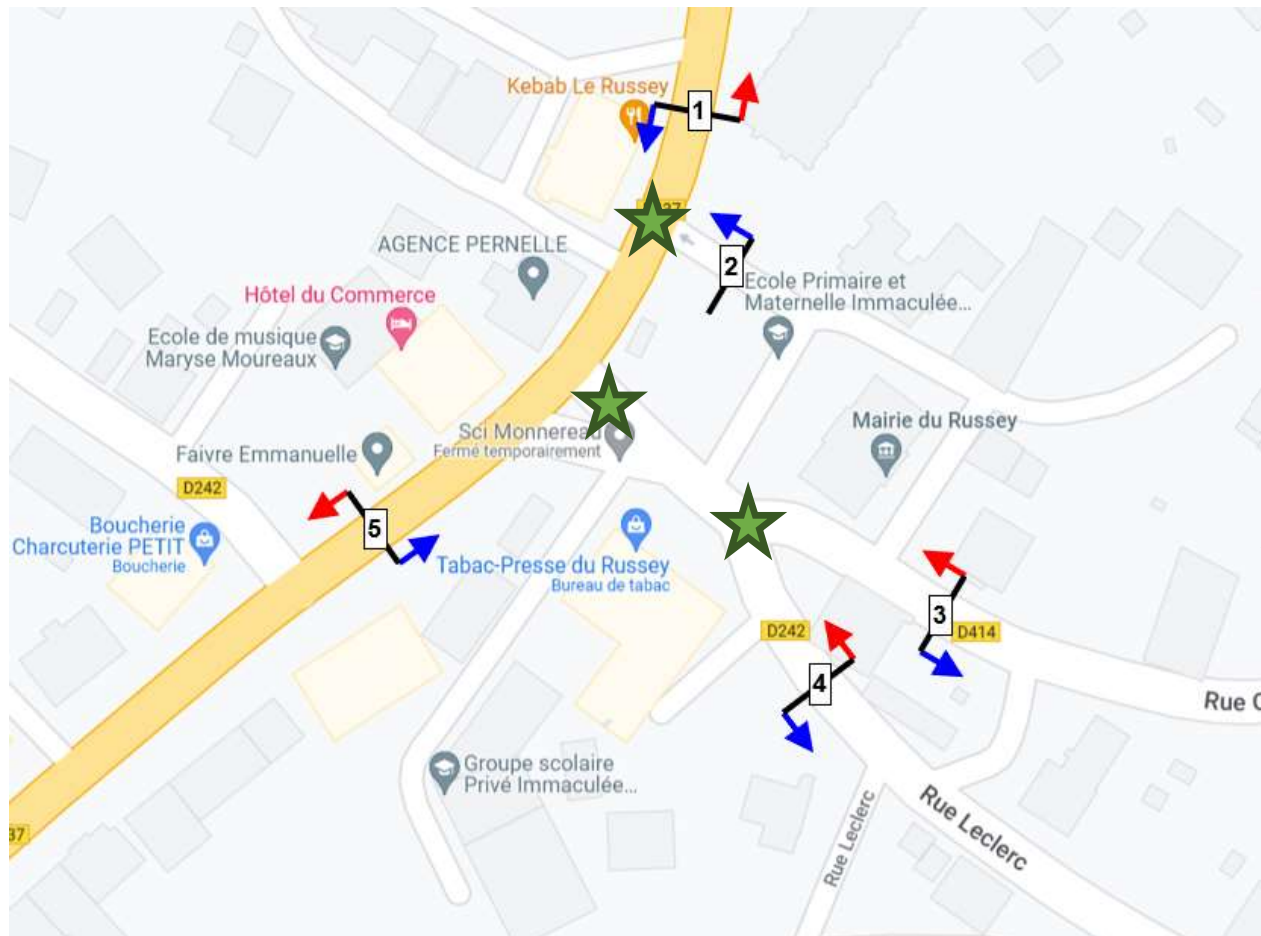 Kebab Le Russey
1
2
AGENCE PERNELLE
Hôtel du Commerce
Ecole Primaire et
Maternelle Immaculée...
Ecole de musique
Maryse Moureaux
Mairie du Russey
Sci Monnereau
Fermé temporairement
Faivre Emmanuelle
D242
5
Boucherie
Charcuterie PETIT
Boucherie
Tabac-Presse du Russey
Bureau de tabac
3
D242
D414
4
Rue
Groupe scolaire
Privé Immaculée...
Rue Leclerc
Rue Leclerc
37